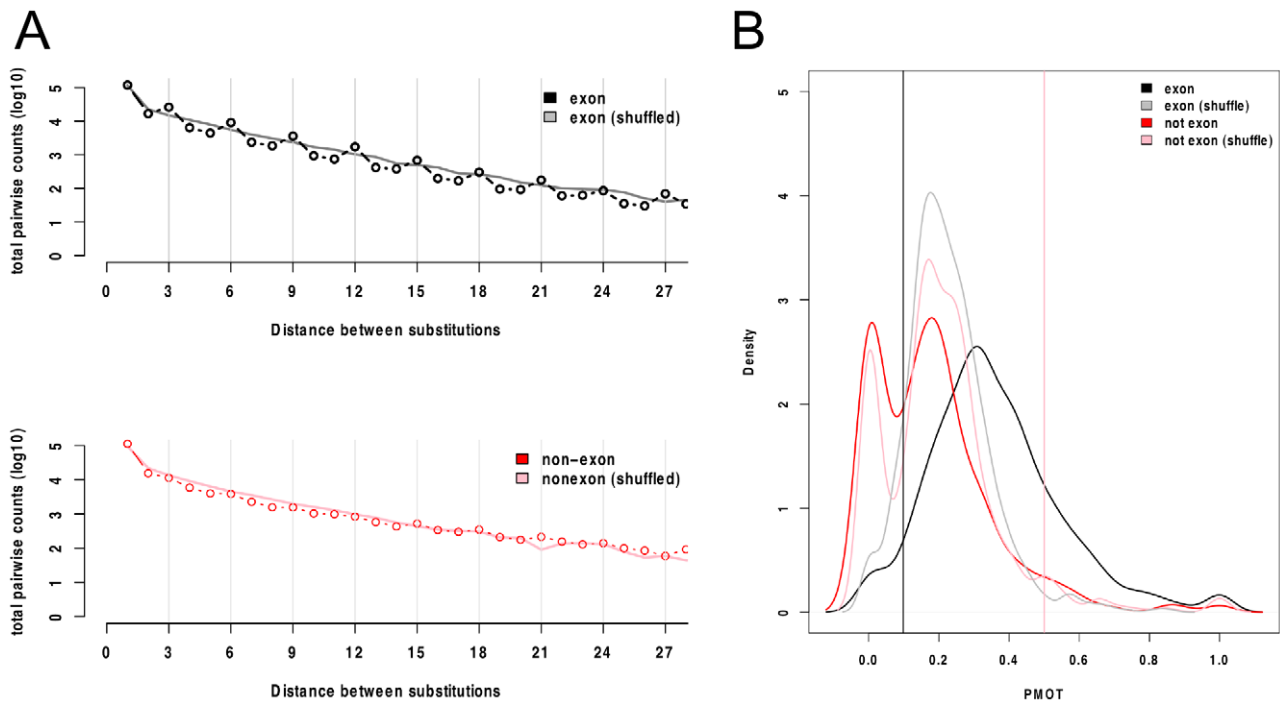 A
total pairwise counts (log10)
5
4
3
2
1
0
exon
exon (shuffled)
0 3 6 9 12 15 18 21 24 27
Distance between substitutions
total pairwise counts (log10)
5
4
3
2
1
0
non-exon
nonexon (shuffled)
0 3 6 9 12 15 18 21 24 27
Distance between substitutions
B
Density
5
4
3
2
1
0
exon
exon (shuffle)
not exon
not exon (shuffle)
0.0 0.2 0.4 0.6 0.8 1.0
PMOT